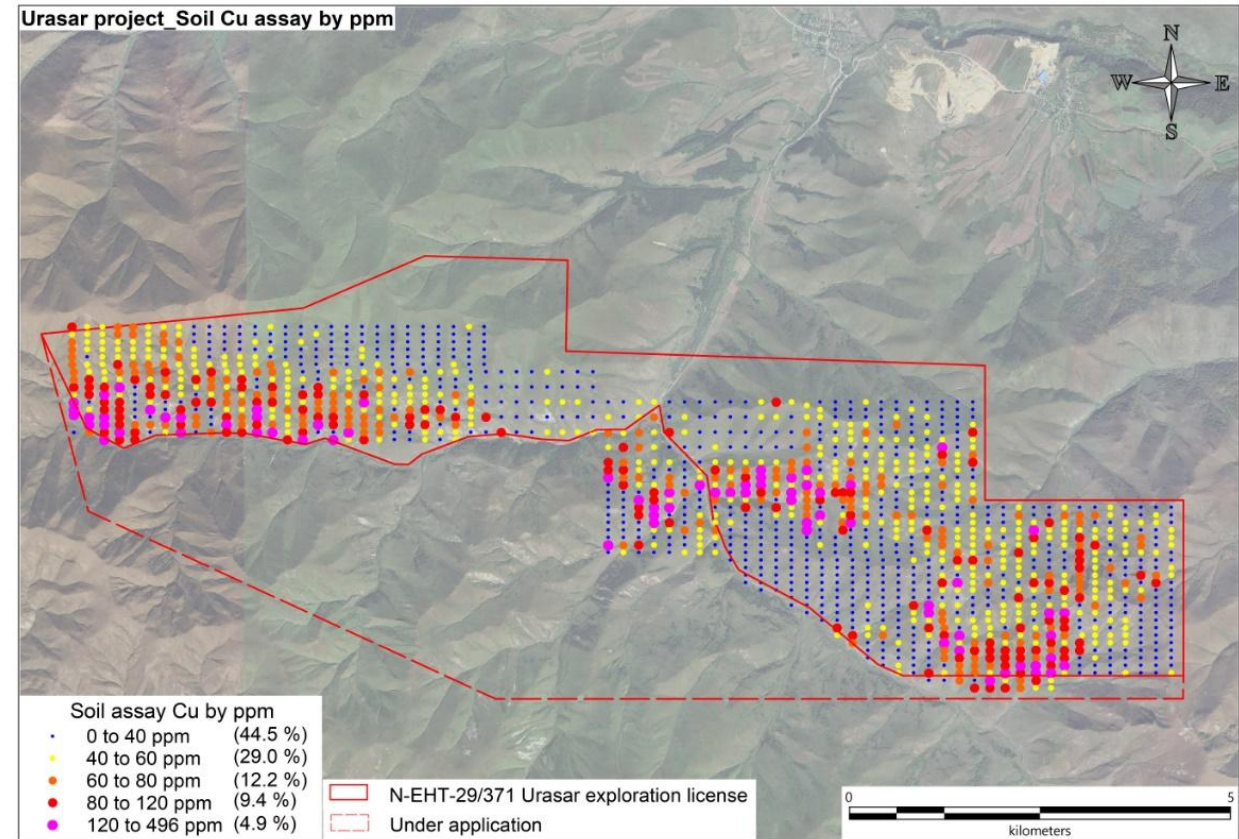 Urasar project_Soil Cu assay by ppm
N
W E
S
Soil assay Cu by ppm
0 to 40 ppm (44.5 %)
40 to 60 ppm (29.0 %)
60 to 80 ppm (12.2 %)
80 to 120 ppm (9.4 %)
120 to 496 ppm (4.9 %)
N-EHT-29/371 Urasar exploration license
Under application
0 5
kilometers